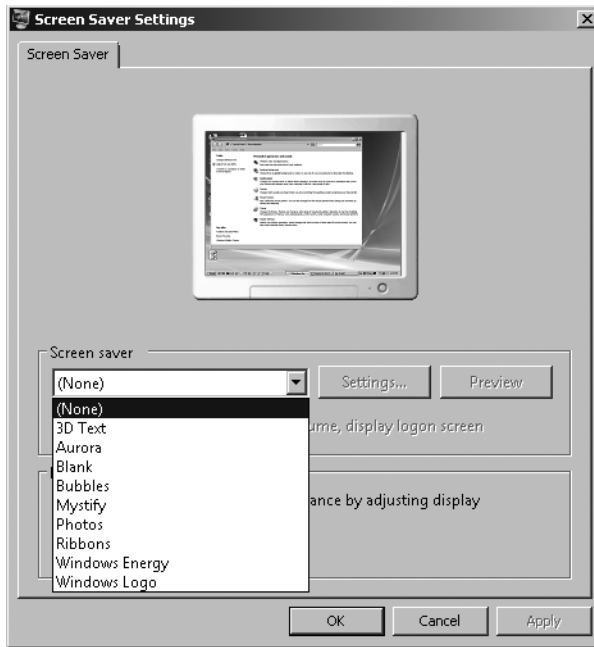 Screen Saver Settings
Screen Saver
Screen saver
(None)
Settings...
Preview
(None)
3D Text
ume, display logon screen
Aurora
Blank
Bubbles
Mystify
ance by adjusting display
Photos
Ribbons
Windows Energy
Windows Logo
OK
Cancel
Apply